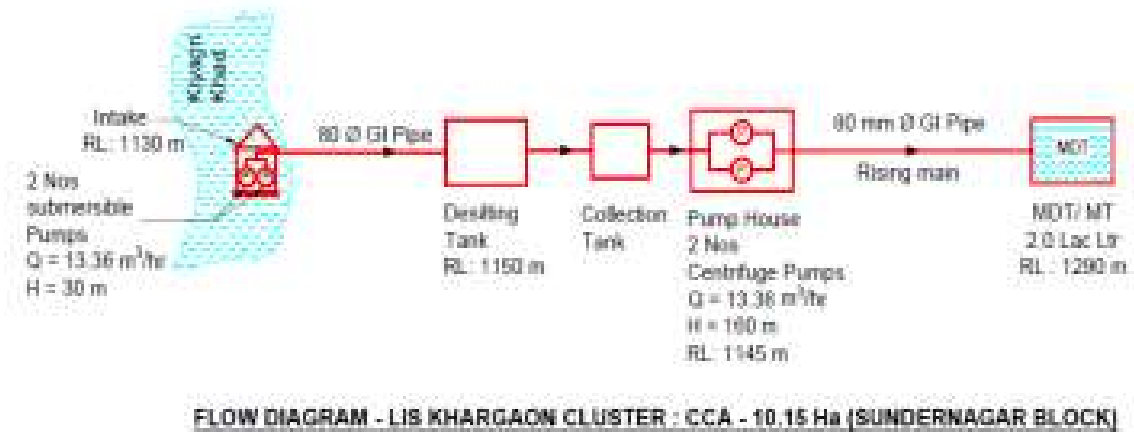 Khad
Intake
RL: 1130 m
2 Nos
submersible
Pumps
Q = 13.36 m³/hr
H = 30 m
80 Ø GI Pipe
Desilting
Tank
RL: 1150 m
Collection
Tank
Pump House
2 Nos
Centrifuge Pumps
Q = 13.36 m³/hr
H = 160 m
RL: 1145 m
80 mm Ø GI Pipe
Rising main
MDT
MDT/ MT
2.0 Lac Ltr
RL : 1290 m
FLOW DIAGRAM - LIS KHARGAON CLUSTER : CCA - 10.15 Ha (SUNDERNAGAR BLOCK)